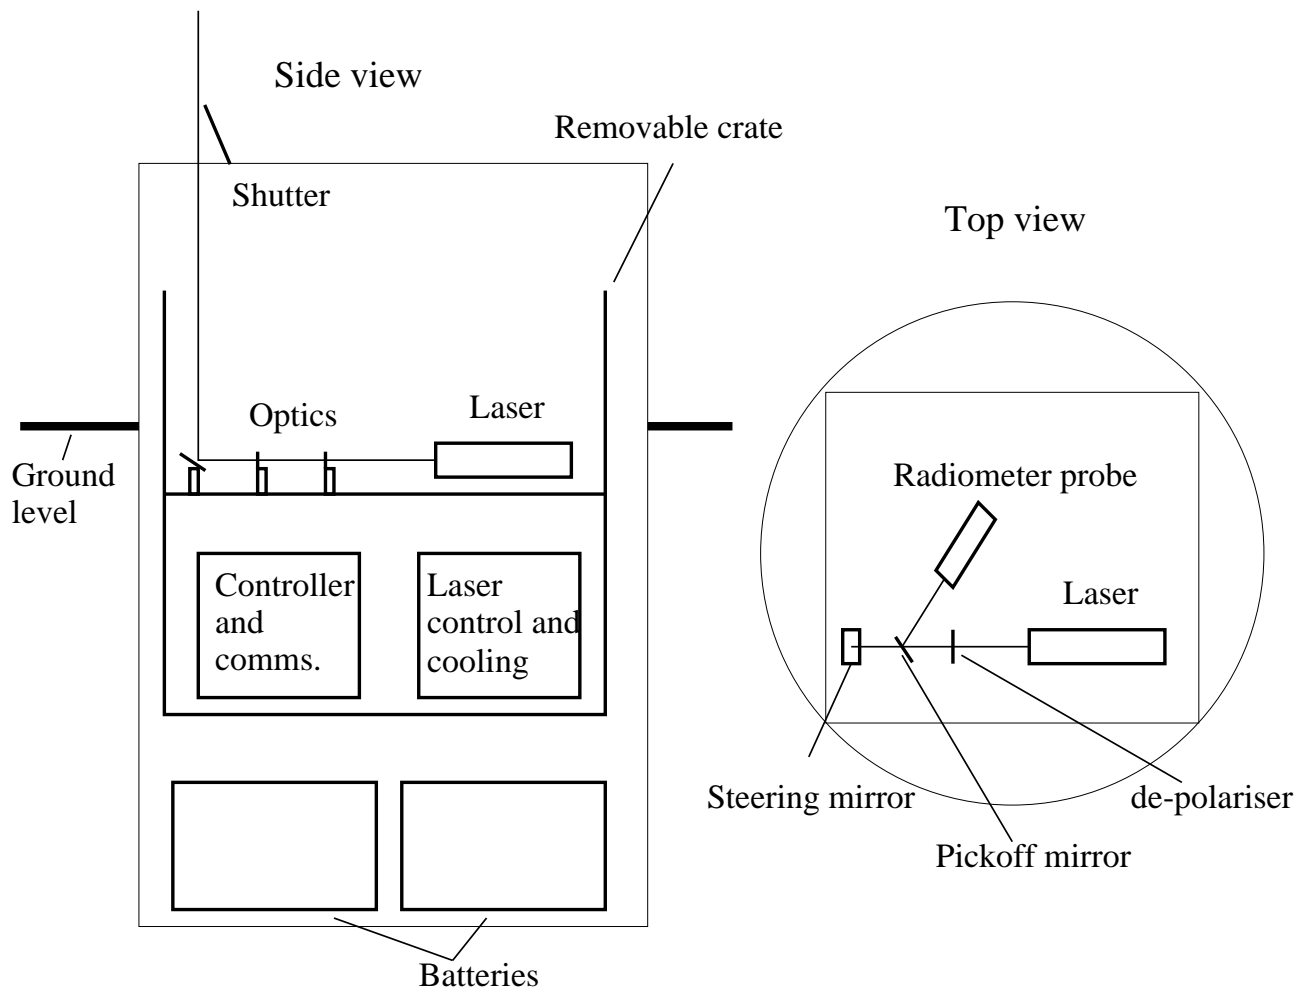 Side view
Removable crate
Shutter
Top view
Optics
Laser
Ground
level
Radiometer probe
Controller
and
comms.
Laser
control and
cooling
Laser
Steering mirror
de-polariser
Pickoff mirror
Batteries